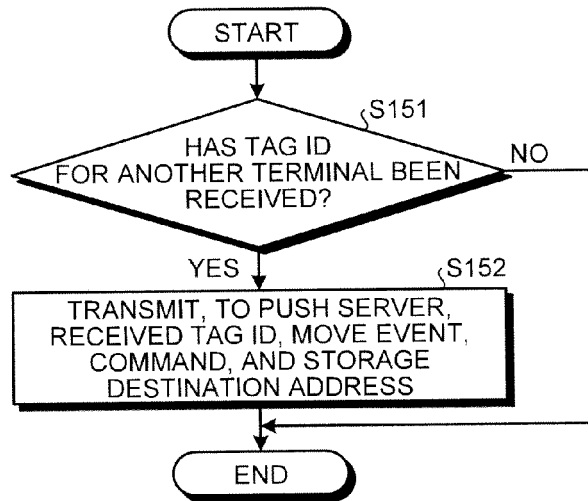 START
S151
HAS TAG ID
FOR ANOTHER TERMINAL BEEN
RECEIVED?
NO
YES
S152
TRANSMIT, TO PUSH SERVER,
RECEIVED TAG ID, MOVE EVENT,
COMMAND, AND STORAGE
DESTINATION ADDRESS
END